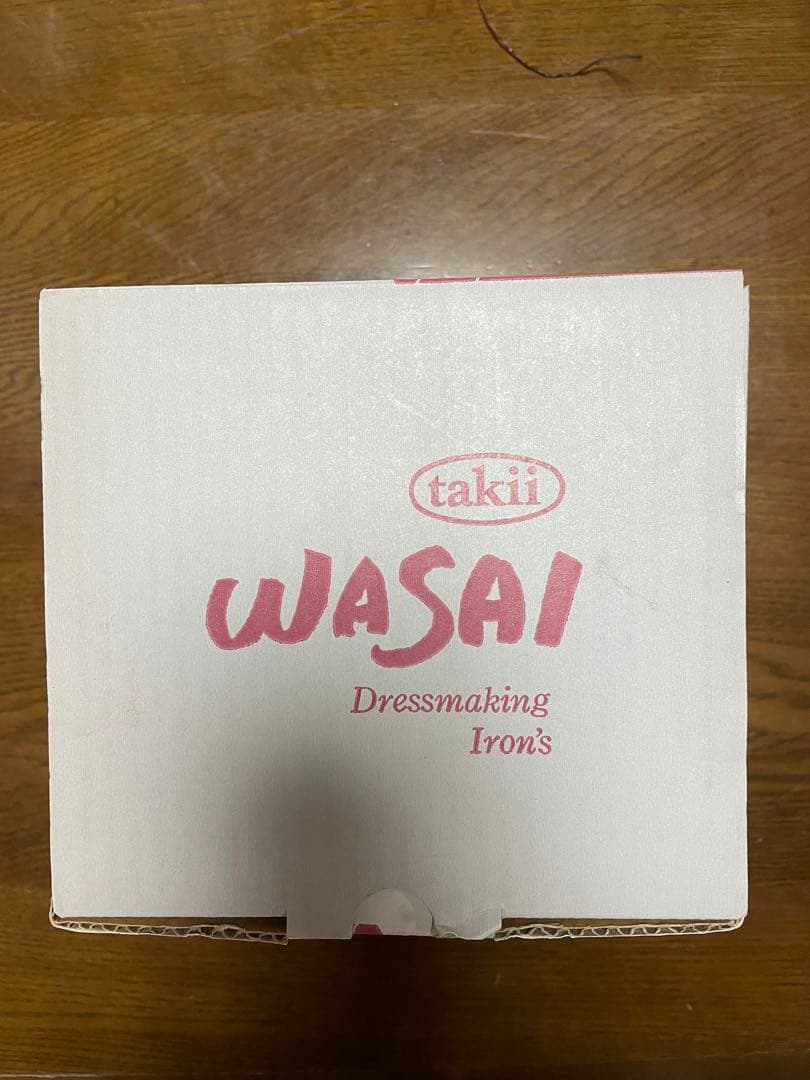 takii
WASAI
Dressmaking
Iron's